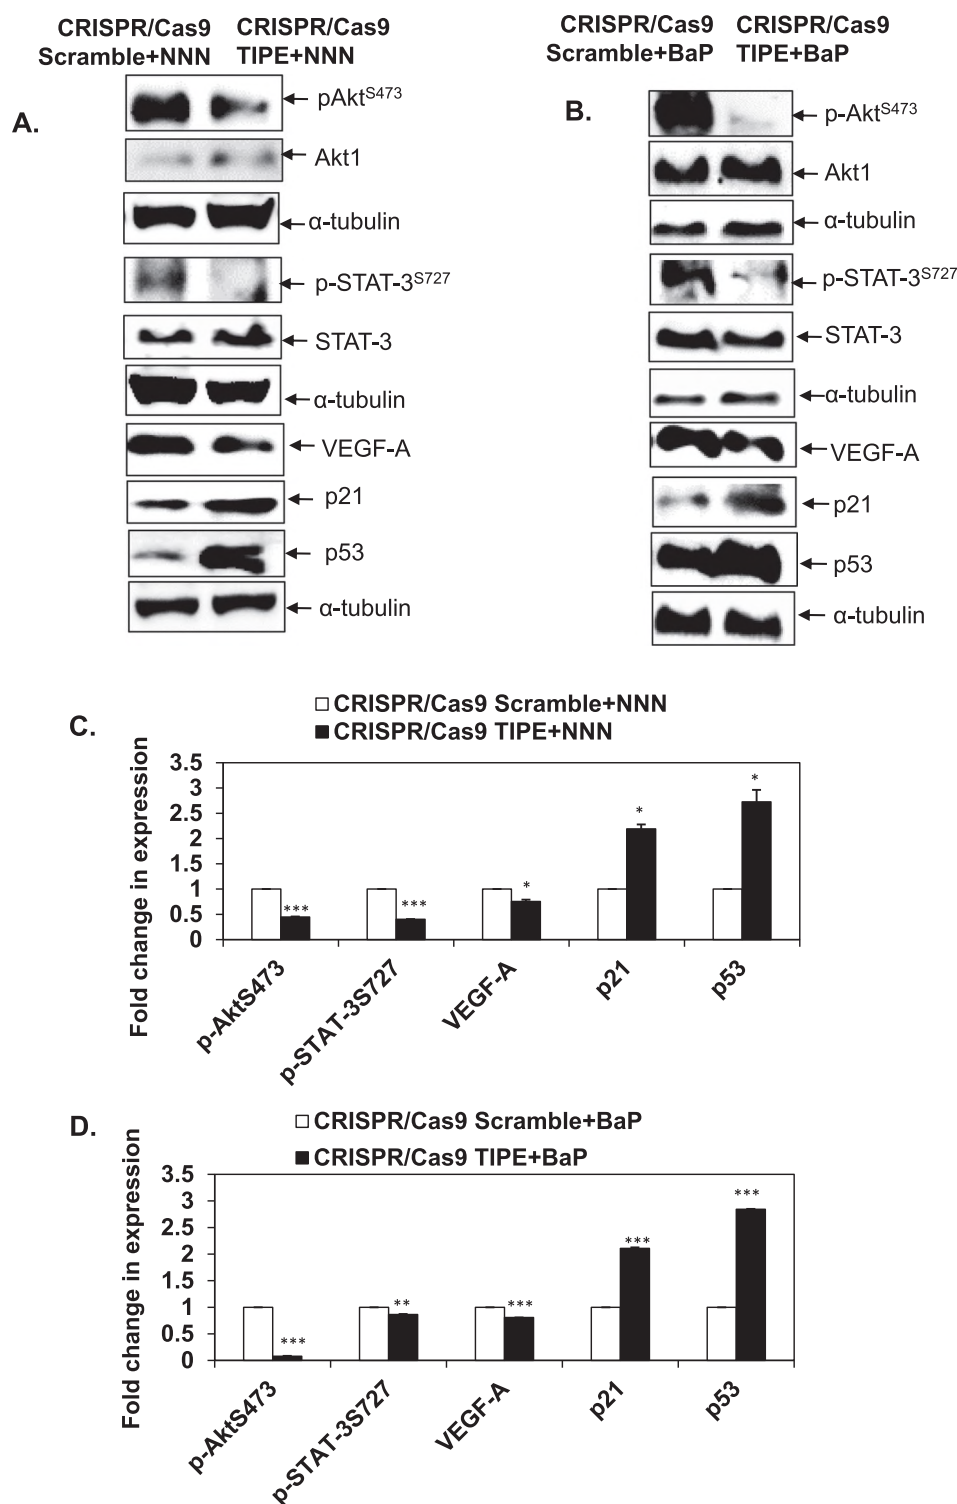 CRISPR/Cas9 CRISPR/Cas9
Scramble+NNN TIPE+NNN
A.
pAktS473
Akt1
α-tubulin
p-STAT-3S727
STAT-3
α-tubulin
VEGF-A
p21
p53
α-tubulin
CRISPR/Cas9 CRISPR/Cas9
Scramble+BaP TIPE+BaP
B.
p-AktS473
Akt1
α-tubulin
p-STAT-3S727
STAT-3
α-tubulin
VEGF-A
p21
p53
α-tubulin
C.
CRISPR/Cas9 Scramble+NNN
CRISPR/Cas9 TIPE+NNN
Fold change in expression
3.5
3
2.5
2
1.5
1
0.5
0
***
***
*
*
*
p-AktS473
p-STAT-3S727
VEGF-A
p21
p53
D.
CRISPR/Cas9 Scramble+BaP
CRISPR/Cas9 TIPE+BaP
Fold change in expression
3.5
3
2.5
2
1.5
1
0.5
0
***
**
***
***
***
p-AktS473
p-STAT-3S727
VEGF-A
p21
p53